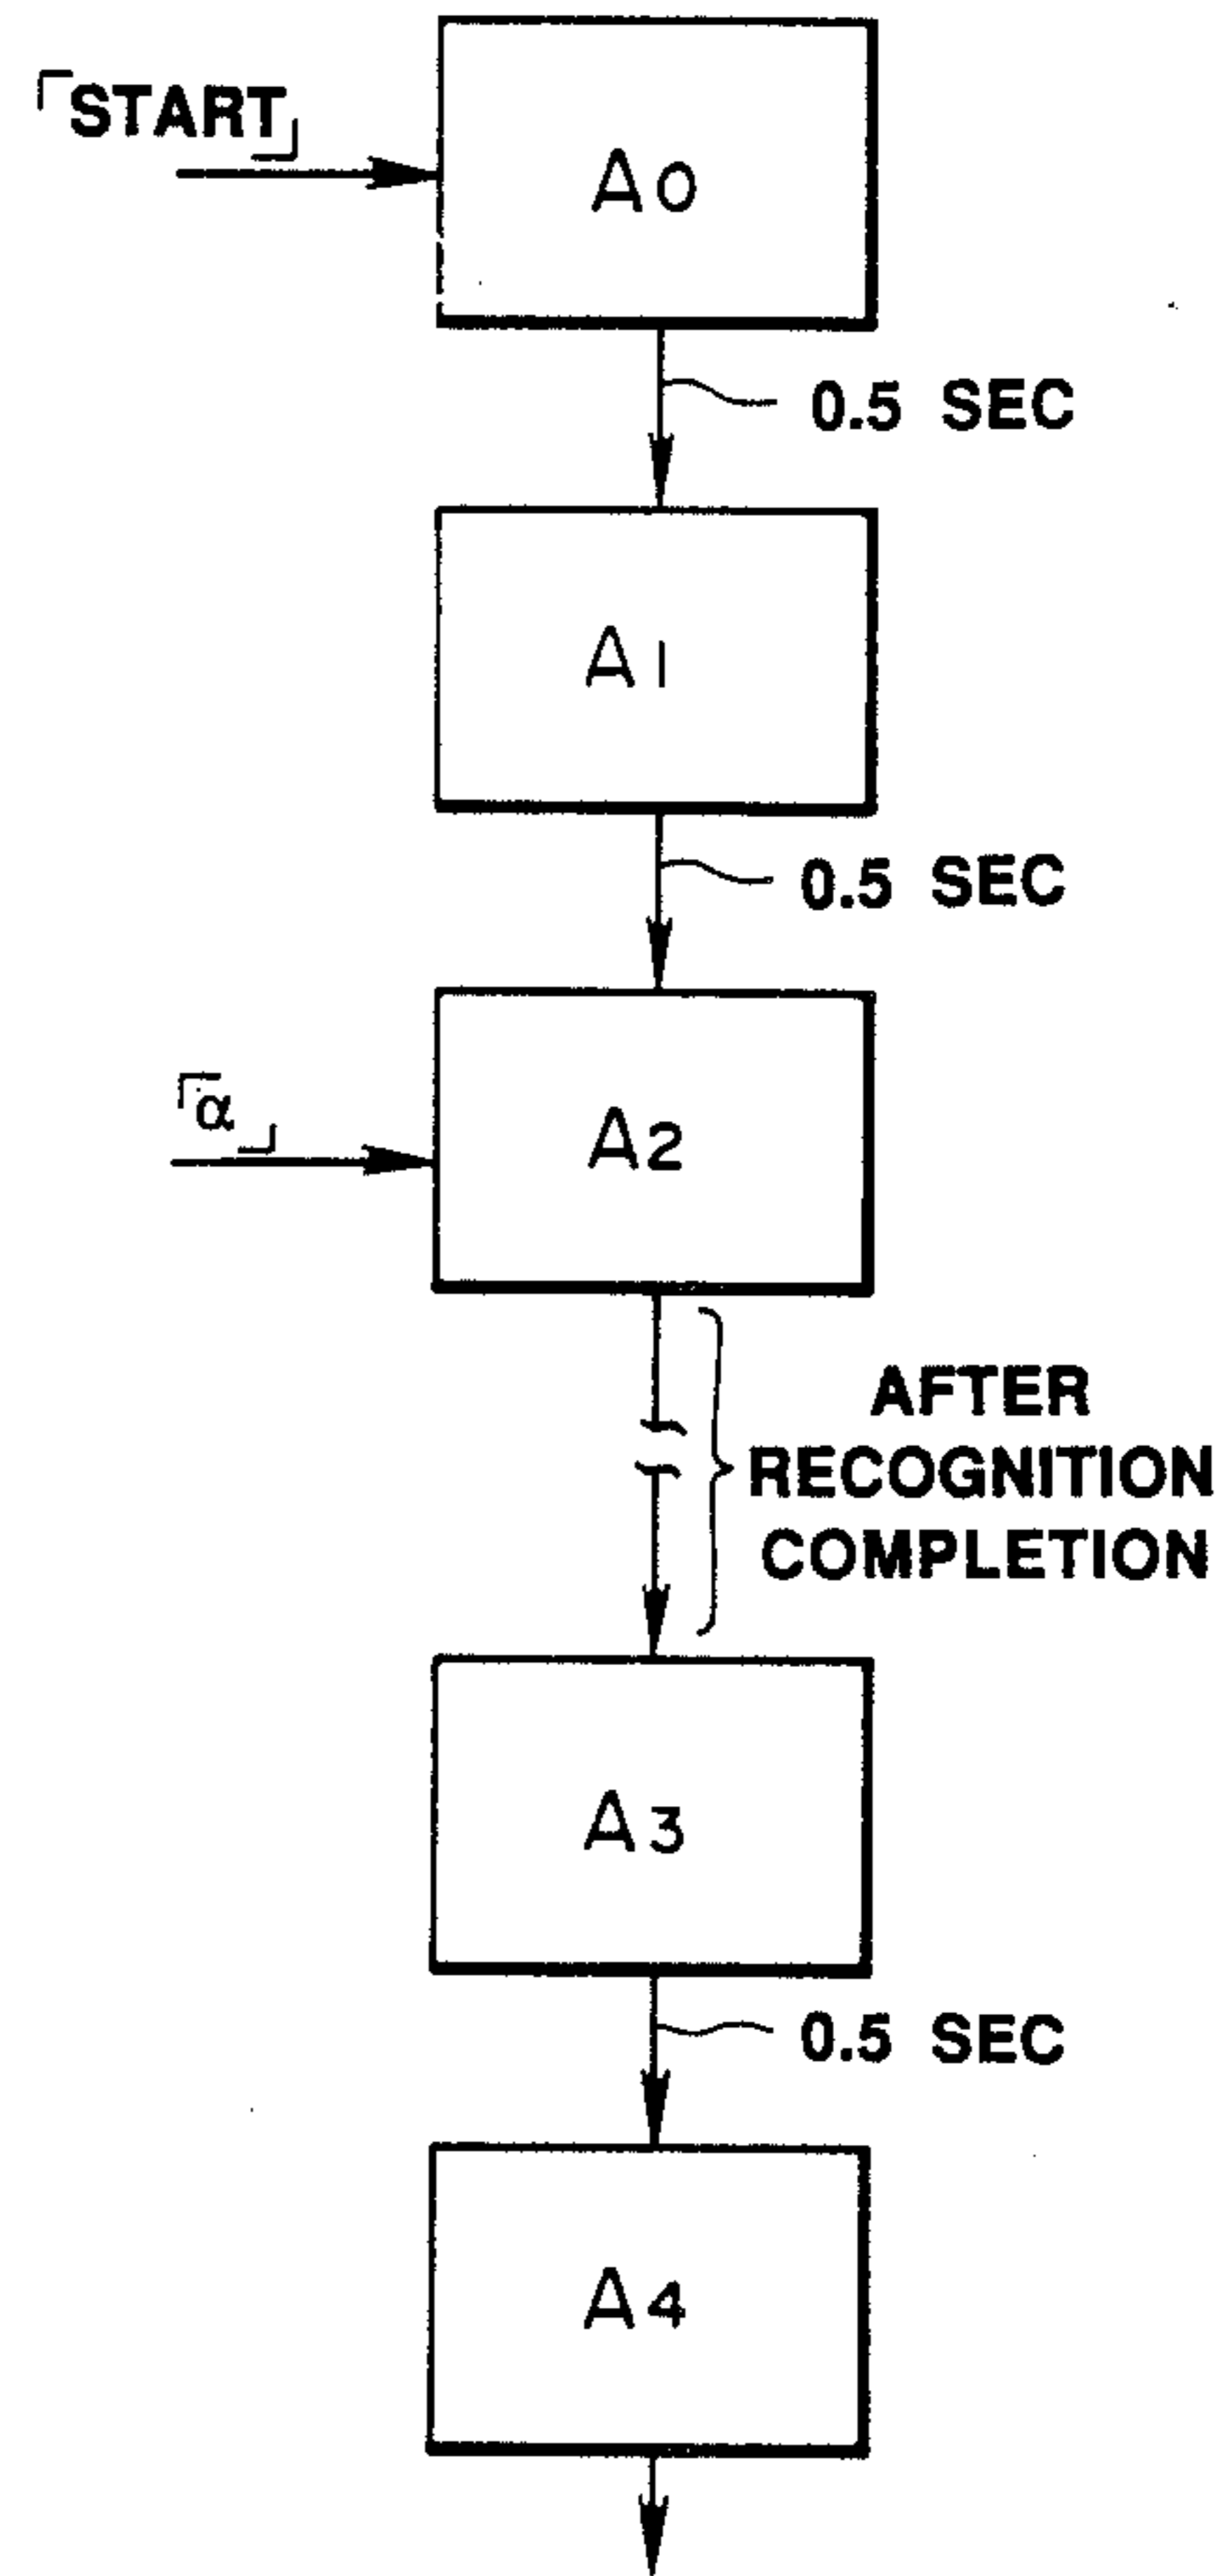 「START」
A0
0.5 SEC
A1
0.5 SEC
「α」
A2
AFTER
RECOGNITION
COMPLETION
A3
0.5 SEC
A4